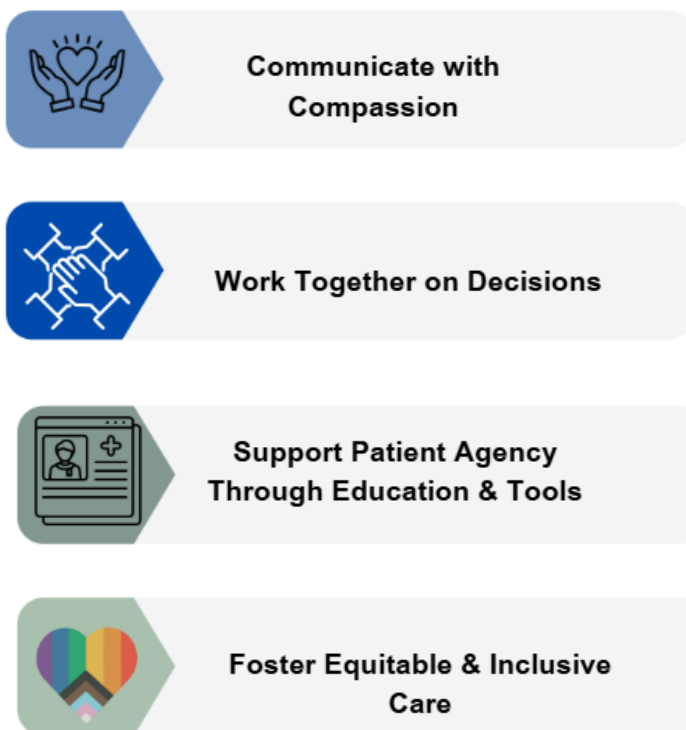 Communicate with
Compassion
Work Together on Decisions
Support Patient Agency
Through Education & Tools
Foster Equitable & Inclusive
Care